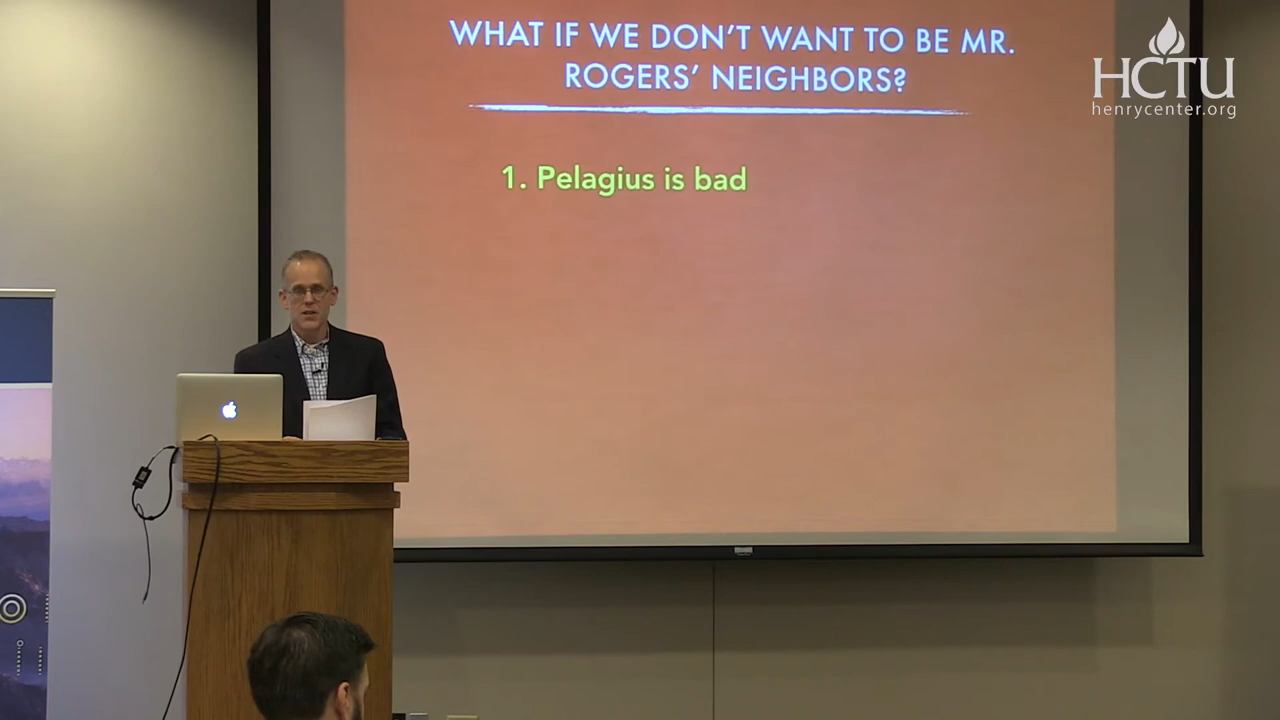 WHAT IF WE DON'T WANT TO BE MR.
ROGERS' NEIGHBORS?
HCTU
henrycenter.org
1. Pelagius is bad